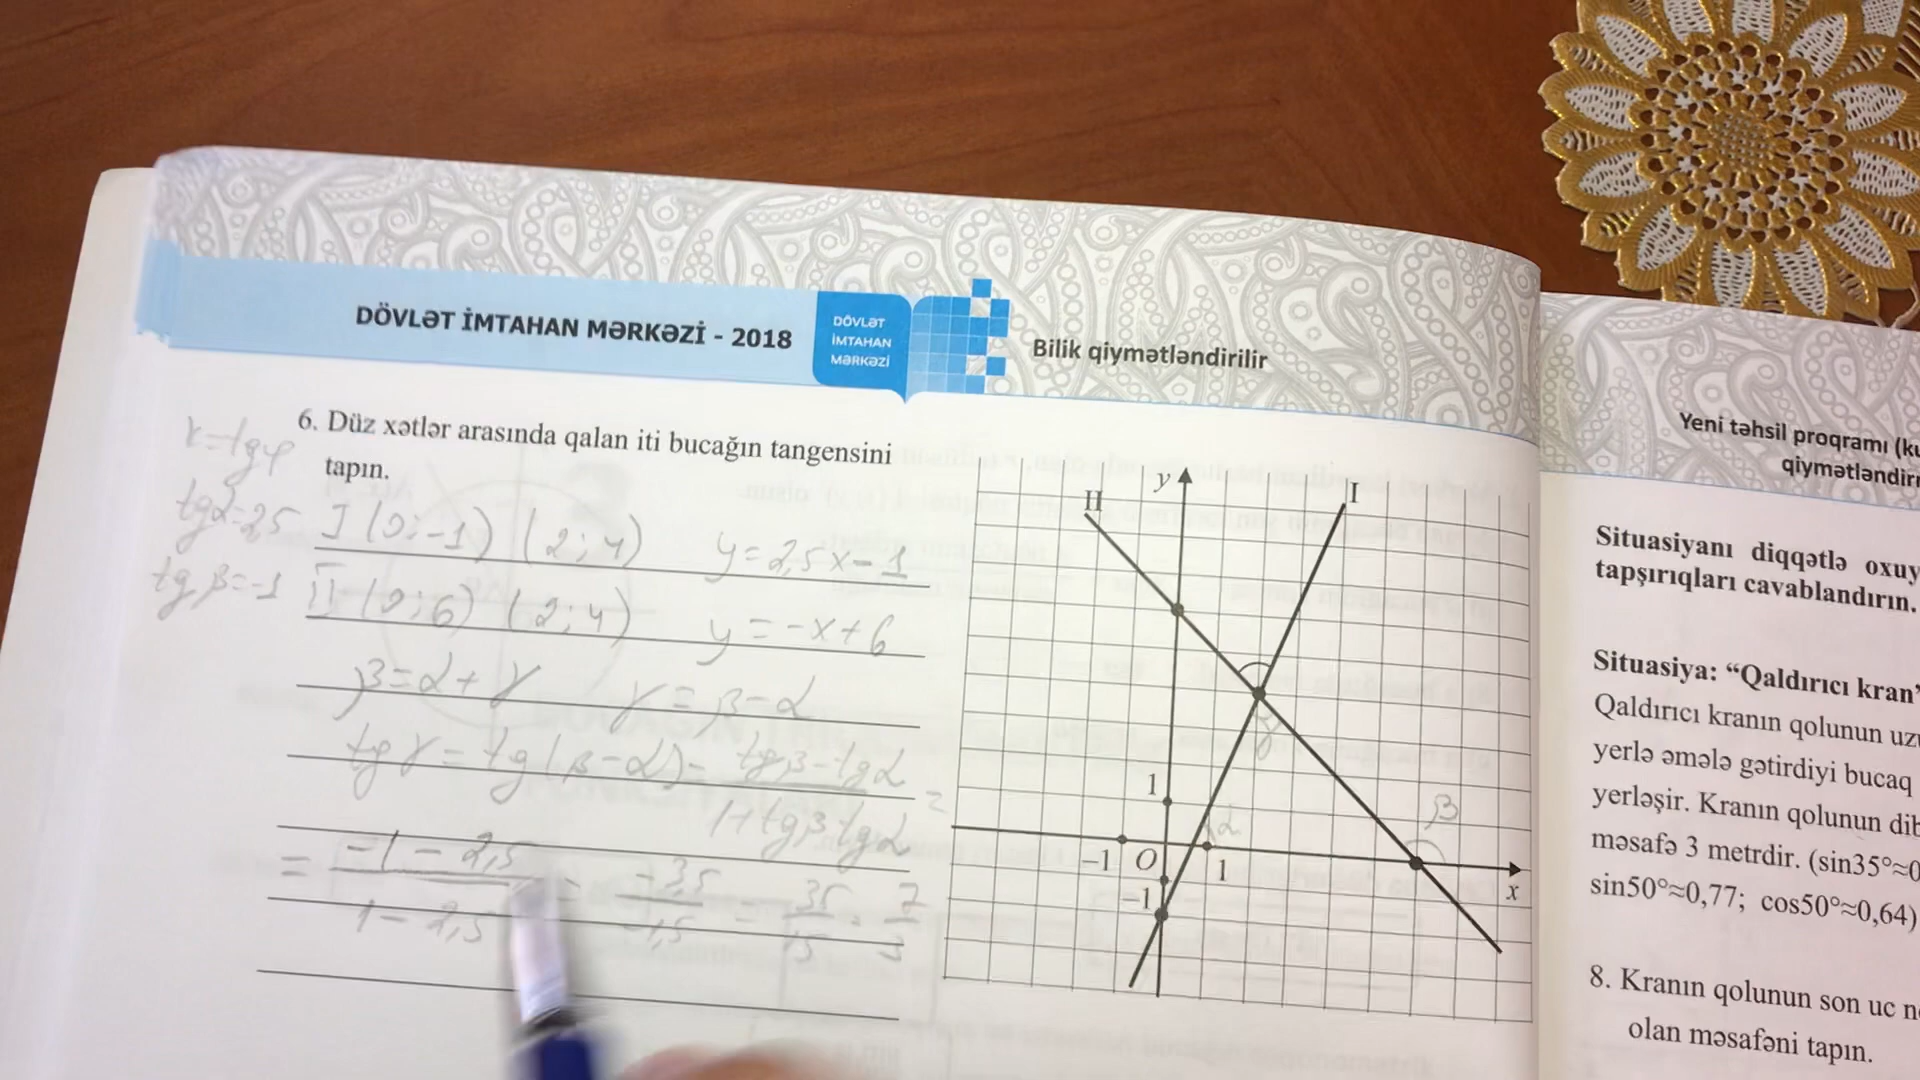 DÖVLƏT İMTAHAN MƏRKƏZİ - 2018
DÖVLƏT
İMTAHAN
MƏRKƏZİ
Bilik qiymətləndirilir
6. Düz xətlər arasında qalan iti bucağın tangensini
tapın.
k=tgφ
tgα=2,5
tgβ=-1
I (0;-1) (2;4) y=2,5x-1
II (0;6) (2;4) y=-x+6
β=α+γ γ=β-α
tgγ=tg(β-α)=tgβ-tgα/1+tgβ tgα =
= -1-2,5/1-2,5 = -3,5/-1,5 = 35/15 = 7/3
y
II
I
γ
1
α
β
-1 O 1 x
-1
Yeni təhsil proqramı (ku
qiymətləndir
Situasiyanı diqqətlə oxuy
tapşırıqları cavablandırın.
Situasiya: “Qaldırıcı kran”
Qaldırıcı kranın qolunun uzu
yerlə əmələ gətirdiyi bucaq
yerləşir. Kranın qolunun dib
məsafə 3 metrdir. (sin35°≈0
sin50°≈0,77; cos50°≈0,64)
8. Kranın qolunun son uc n
olan məsafəni tapın.